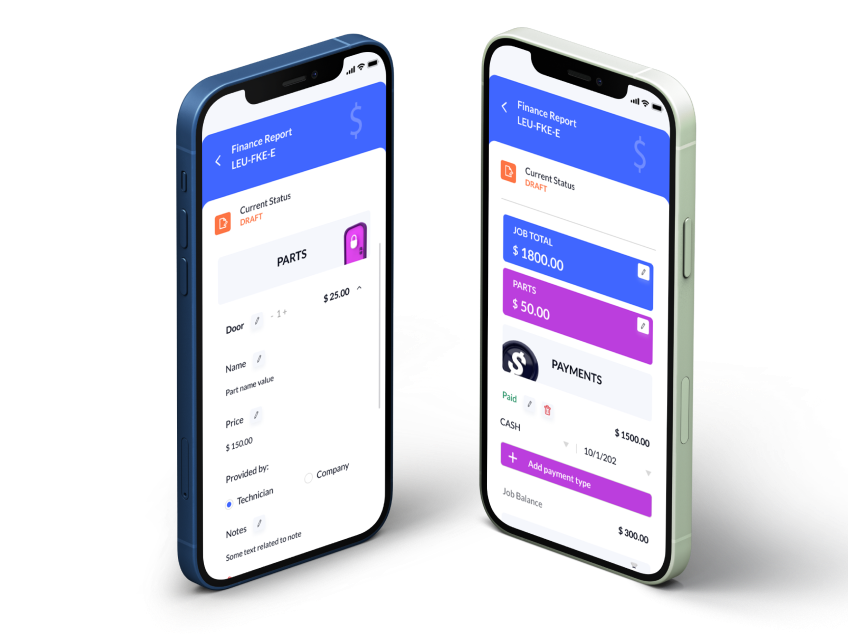 Finance Report
LEU-FKE-E
$
Current Status
DRAFT
PARTS
$ 25.00
Door
- 1 +
Name
Part name value
Price
$ 150.00
Provided by:
Technician
Company
Notes
Some text related to note
Finance Report
LEU-FKE-E
$
Current Status
DRAFT
JOB TOTAL
$ 1800.00
PARTS
$ 50.00
$
PAYMENTS
Paid
$ 1500.00
CASH
10/1/202
+ Add payment type
Job Balance
$ 300.00